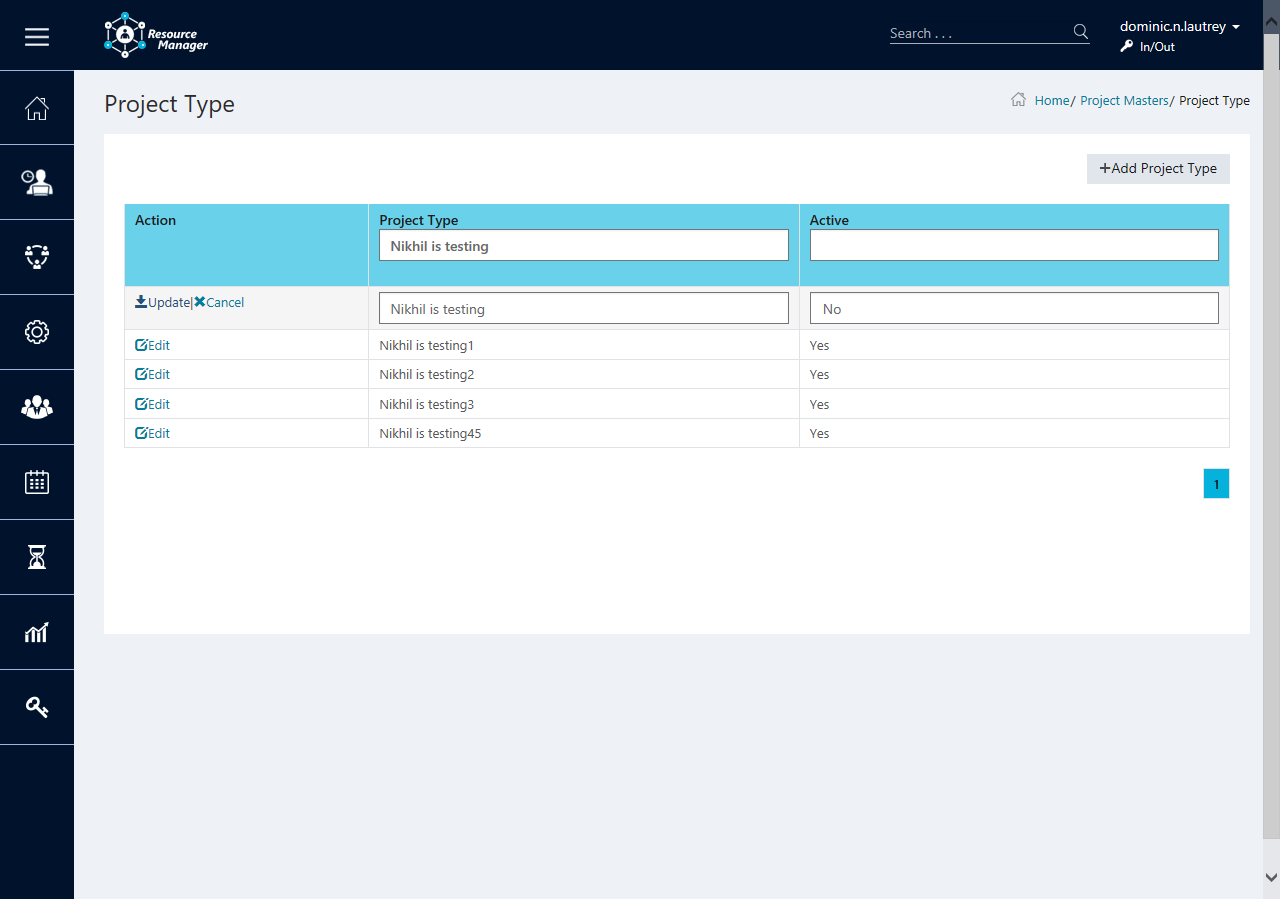 Resource
Manager
Search . . .
dominic.n.lautrey
In/Out
Project Type
Home/ Project Masters/ Project Type
+Add Project Type
Action Project Type Active
Nikhil is testing
Update|Cancel Nikhil is testing No
Edit Nikhil is testing1 Yes
Edit Nikhil is testing2 Yes
Edit Nikhil is testing3 Yes
Edit Nikhil is testing45 Yes
1